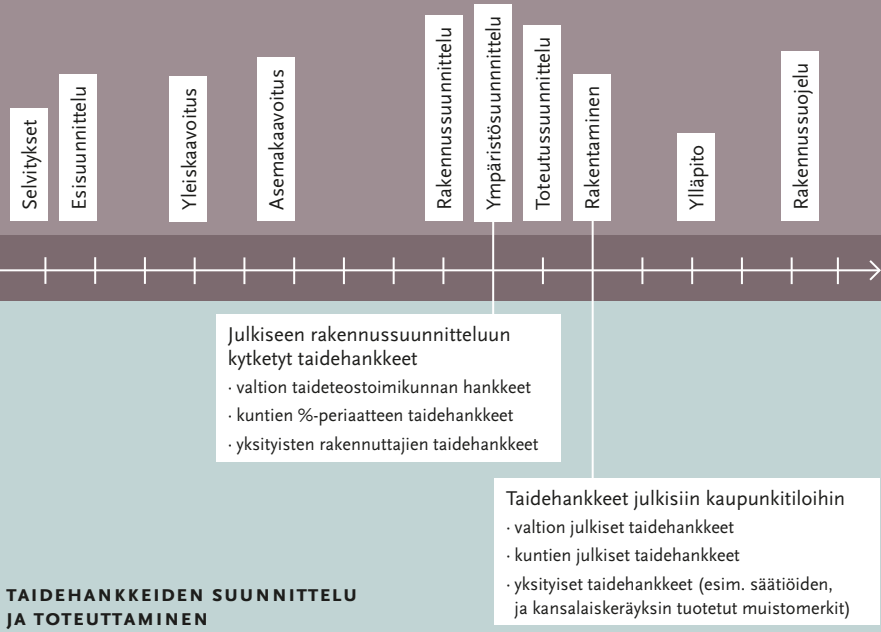 Selvitykset
Esisuunnittelu
Yleiskaavoitus
Asemakaavoitus
Rakennussuunnittelu
Ympäristösuunnnittelu
Toteutussuunnittelu
Rakentaminen
Ylläpito
Rakennussuojelu
Julkiseen rakennussuunnitteluun
kytketyt taidehankkeet
· valtion taideteostoimikunnan hankkeet
· kuntien %-periaatteen taidehankkeet
· yksityisten rakennuttajien taidehankkeet
Taidehankkeet julkisiin kaupunkitiloihin
· valtion julkiset taidehankkeet
· kuntien julkiset taidehankkeet
· yksityiset taidehankkeet (esim. säätiöiden,
ja kansalaiskeräyksin tuotetut muistomerkit)
TAIDEHANKKEIDEN SUUNNITTELU
JA TOTEUTTAMINEN